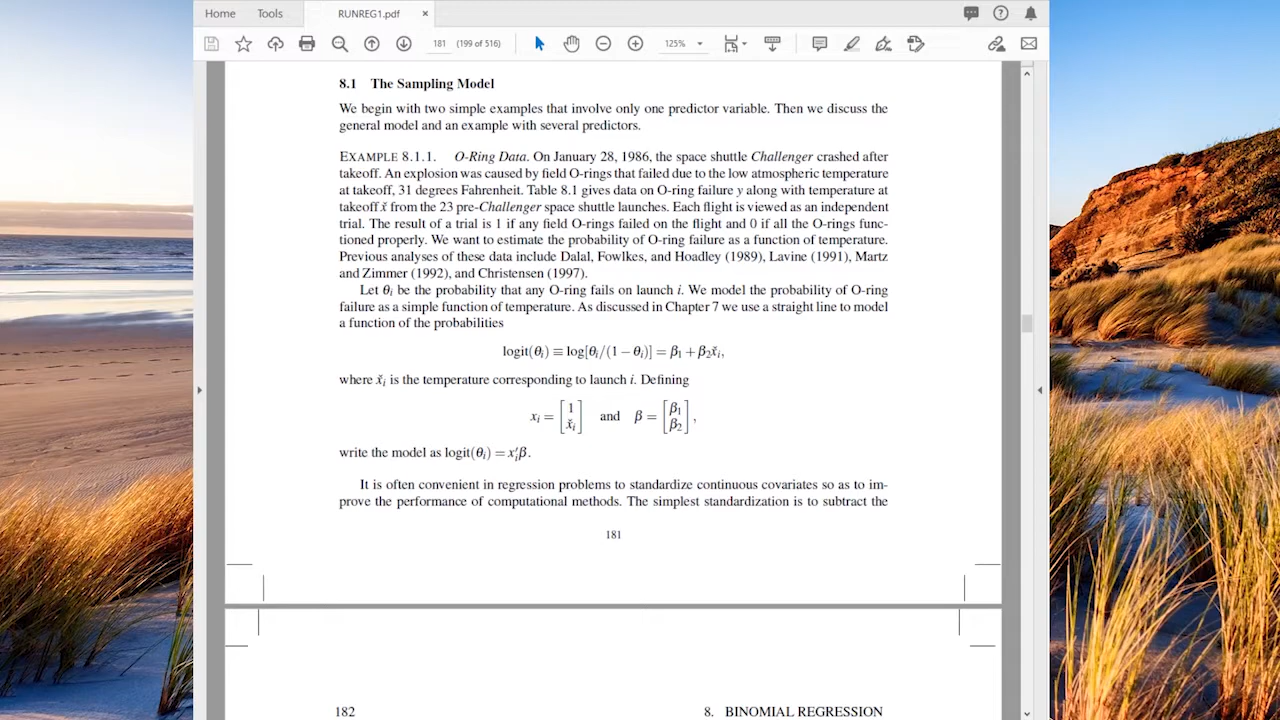 Home Tools RUNREG1.pdf ×
181 (199 of 516) 125%
8.1 The Sampling Model
We begin with two simple examples that involve only one predictor variable. Then we discuss the
general model and an example with several predictors.
EXAMPLE 8.1.1. O-Ring Data. On January 28, 1986, the space shuttle Challenger crashed after
takeoff. An explosion was caused by field O-rings that failed due to the low atmospheric temperature
at takeoff, 31 degrees Fahrenheit. Table 8.1 gives data on O-ring failure y along with temperature at
takeoff x̌ from the 23 pre-Challenger space shuttle launches. Each flight is viewed as an independent
trial. The result of a trial is 1 if any field O-rings failed on the flight and 0 if all the O-rings func-
tioned properly. We want to estimate the probability of O-ring failure as a function of temperature.
Previous analyses of these data include Dalal, Fowlkes, and Hoadley (1989), Lavine (1991), Martz
and Zimmer (1992), and Christensen (1997).
Let θᵢ be the probability that any O-ring fails on launch i. We model the probability of O-ring
failure as a simple function of temperature. As discussed in Chapter 7 we use a straight line to model
a function of the probabilities
logit(θᵢ) ≡ log[θᵢ/(1 − θᵢ)] = β₁ + β₂x̌ᵢ,
where x̌ᵢ is the temperature corresponding to launch i. Defining
xᵢ = [1 x̌ᵢ] and β = [β₁ β₂],
write the model as logit(θᵢ) = x′ᵢβ.
It is often convenient in regression problems to standardize continuous covariates so as to im-
prove the performance of computational methods. The simplest standardization is to subtract the
181
182 8. BINOMIAL REGRESSION